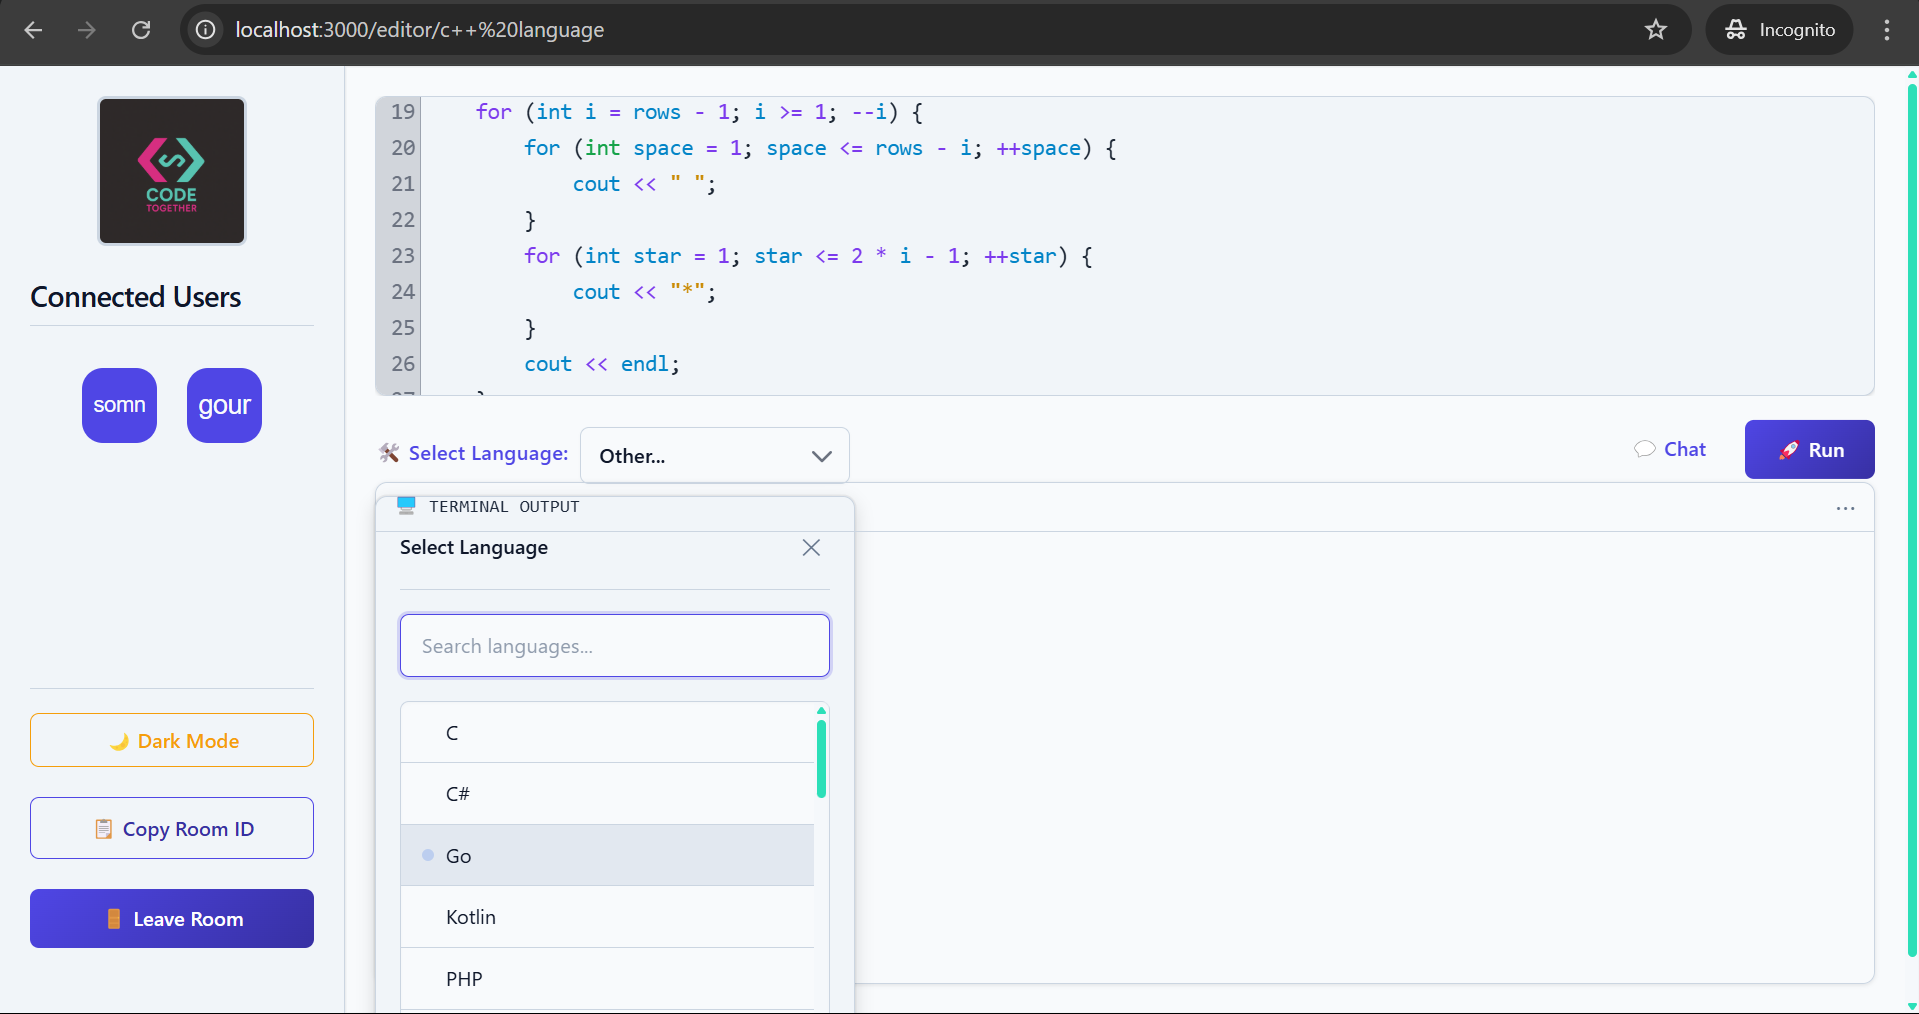 localhost:3000/editor/c++%20language
Incognito
CODE
TOGETHER
Connected Users
somn
gour
🌙 Dark Mode
📋 Copy Room ID
🚪 Leave Room
19 for (int i = rows - 1; i >= 1; --i) {
20 for (int space = 1; space <= rows - i; ++space) {
21 cout << " ";
22 }
23 for (int star = 1; star <= 2 * i - 1; ++star) {
24 cout << "*";
25 }
26 cout << endl;
🛠 Select Language:
Other...
💬 Chat
🚀 Run
🖥 TERMINAL OUTPUT
...
Select Language
Search languages...
C
C#
Go
Kotlin
PHP